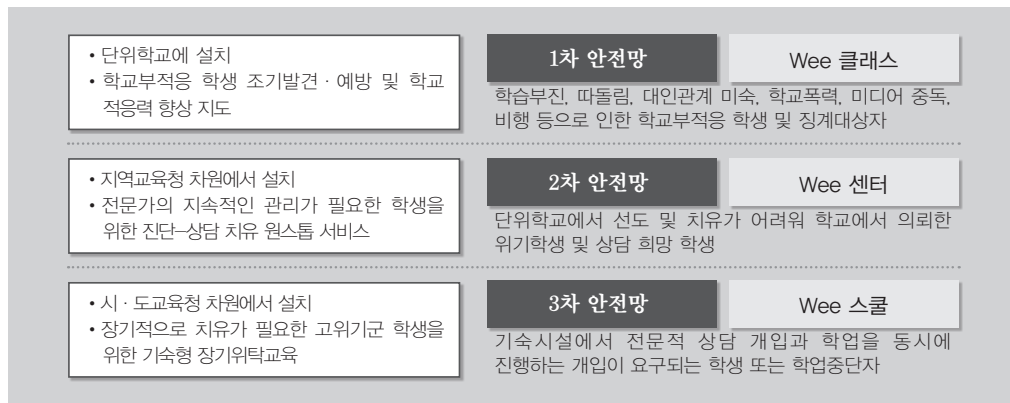 • 단위학교에 설치
• 학교부적응 학생 조기발견 · 예방 및 학교
적응력 향상 지도
1차 안전망
Wee 클래스
학습부진, 따돌림, 대인관계 미숙, 학교폭력, 미디어 중독,
비행 등으로 인한 학교부적응 학생 및 징계대상자
• 지역교육청 차원에서 설치
• 전문가의 지속적인 관리가 필요한 학생을
위한 진단–상담 치유 원스톱 서비스
2차 안전망
Wee 센터
단위학교에서 선도 및 치유가 어려워 학교에서 의뢰한
위기학생 및 상담 희망 학생
• 시 · 도교육청 차원에서 설치
• 장기적으로 치유가 필요한 고위기군 학생을
위한 기숙형 장기위탁교육
3차 안전망
Wee 스쿨
기숙시설에서 전문적 상담 개입과 학업을 동시에
진행하는 개입이 요구되는 학생 또는 학업중단자